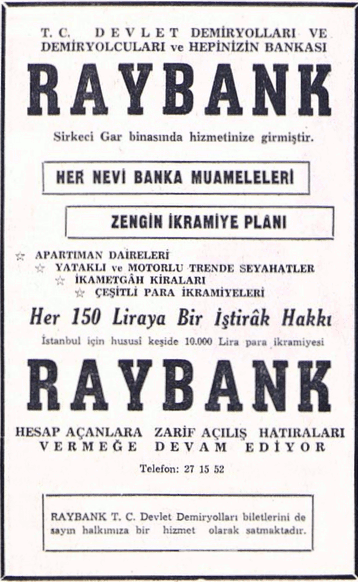 T. C. DEVLET DEMİRYOLLARI VE
DEMİRYOLCULARI ve HEPİNİZİN BANKASI
RAYBANK
Sirkeci Gar binasında hizmetinize girmiştir.
HER NEVİ BANKA MUAMELELERİ
ZENGİN İKRAMİYE PLÂNI
☆ APARTIMAN DAİRELERİ
☆ YATAKLI ve MOTORLU TRENDE SEYAHATLER
☆ İKAMETGÂH KİRALARI
☆ ÇEŞİTLİ PARA İKRAMİYELERİ
Her 150 Liraya Bir İştirâk Hakkı
İstanbul için hususî keşide 10.000 Lira para ikramiyesi
RAYBANK
HESAP AÇANLARA ZARİF AÇILIŞ HATIRALARI
VERMEĞE DEVAM EDİYOR
Telefon: 27 15 52
RAYBANK T. C. Devlet Demiryolları biletlerini de
sayın halkımıza bir hizmet olarak satmaktadır.